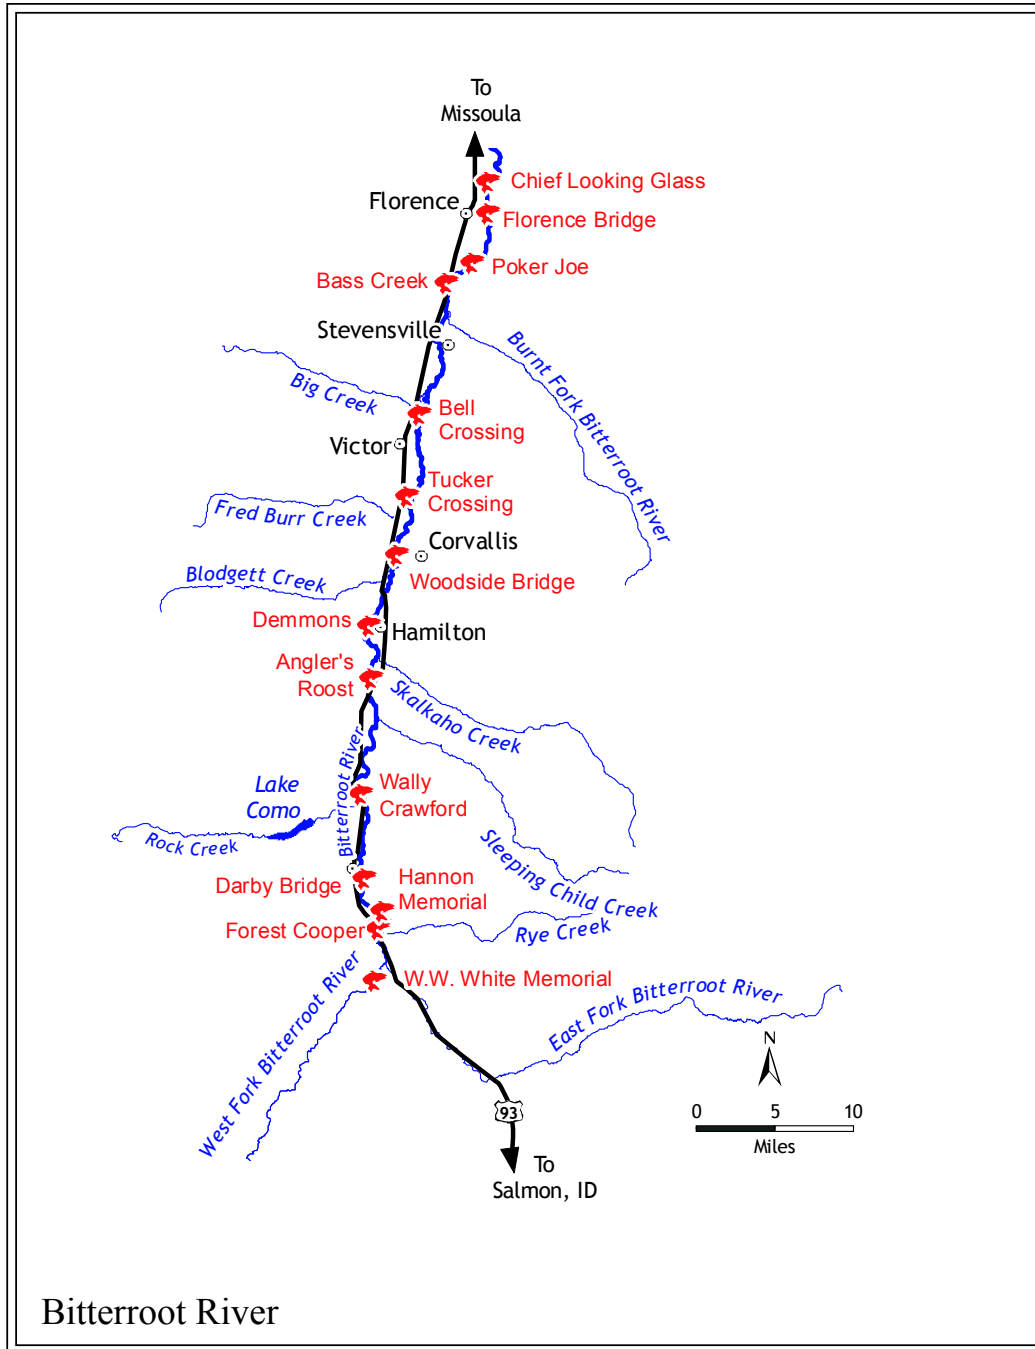 To
Missoula
Chief Looking Glass
Florence
Florence Bridge
Poker Joe
Bass Creek
Stevensville
Burnt Fork Bitterroot River
Big Creek
Bell
Crossing
Victor
Tucker
Crossing
Fred Burr Creek
Corvallis
Woodside Bridge
Blodgett Creek
Demmons
Hamilton
Angler's
Roost
Skalkaho Creek
Bitterroot River
Lake
Como
Wally
Crawford
Rock Creek
Sleeping Child Creek
Darby Bridge
Hannon
Memorial
Forest Cooper
Rye Creek
West Fork Bitterroot River
W.W. White Memorial
East Fork Bitterroot River
N
93
0 5 10
Miles
To
Salmon, ID
Bitterroot River